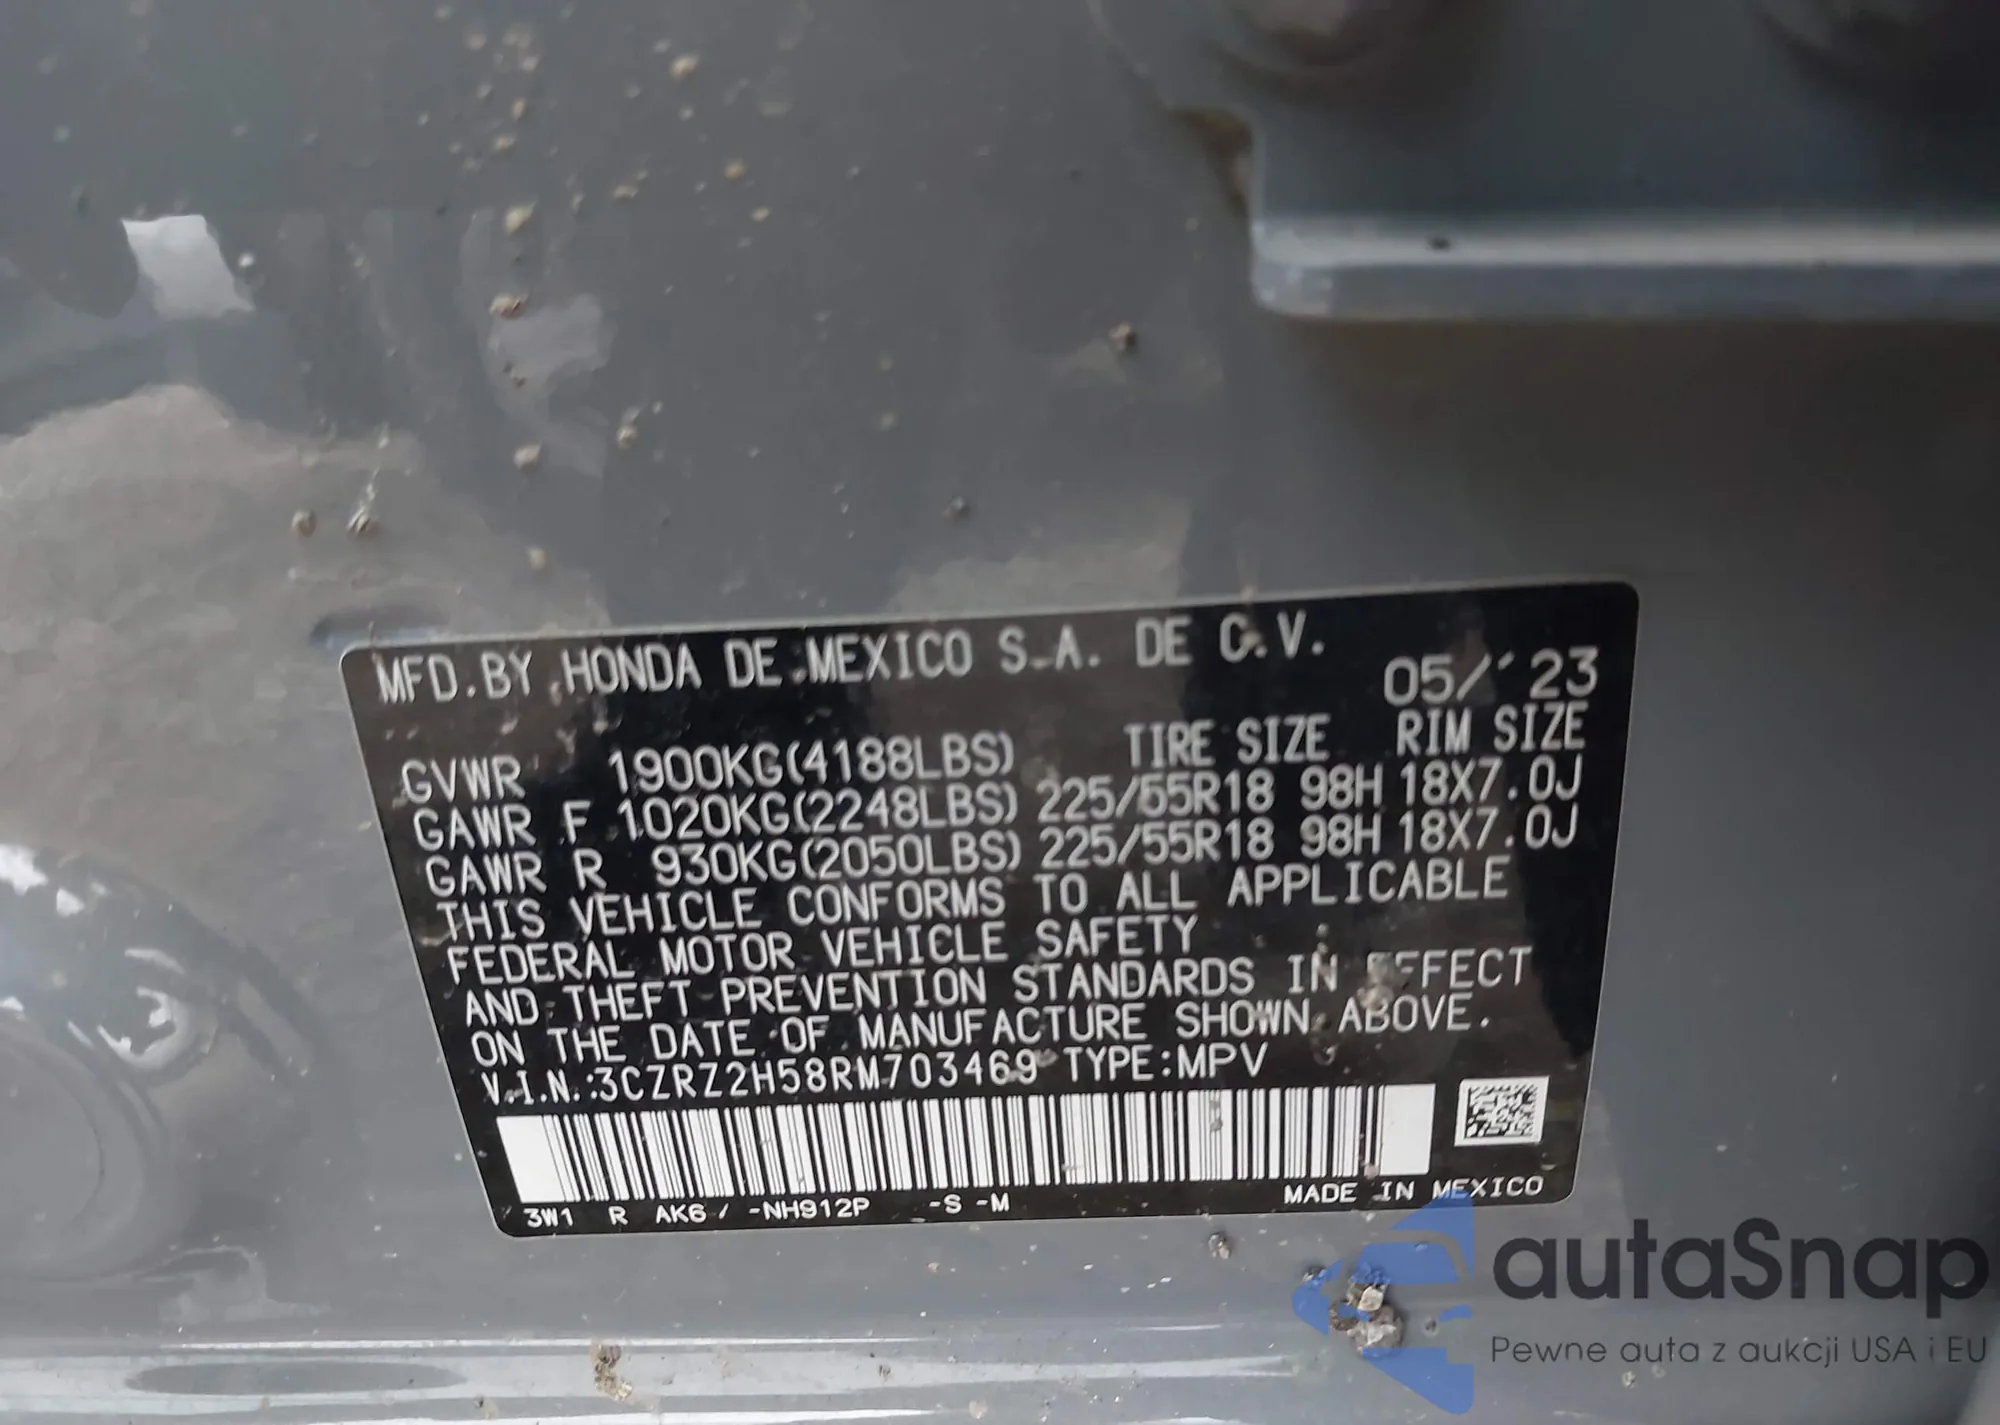 MFD.BY HONDA DE MEXICO S.A. DE C.V.
05/'23
GVWR 1900KG(4188LBS) TIRE SIZE RIM SIZE
GAWR F 1020KG(2248LBS) 225/55R18 98H 18X7.0J
GAWR R 930KG(2050LBS) 225/55R18 98H 18X7.0J
THIS VEHICLE CONFORMS TO ALL APPLICABLE
FEDERAL MOTOR VEHICLE SAFETY
AND THEFT PREVENTION STANDARDS IN EFFECT
ON THE DATE OF MANUFACTURE SHOWN ABOVE.
V.I.N.:3CZRZ2H58RM703469 TYPE:MPV
3W1 R AK6 / -NH912P -S -M MADE IN MEXICO
autaSnap
Pewne auta z aukcji USA i EU